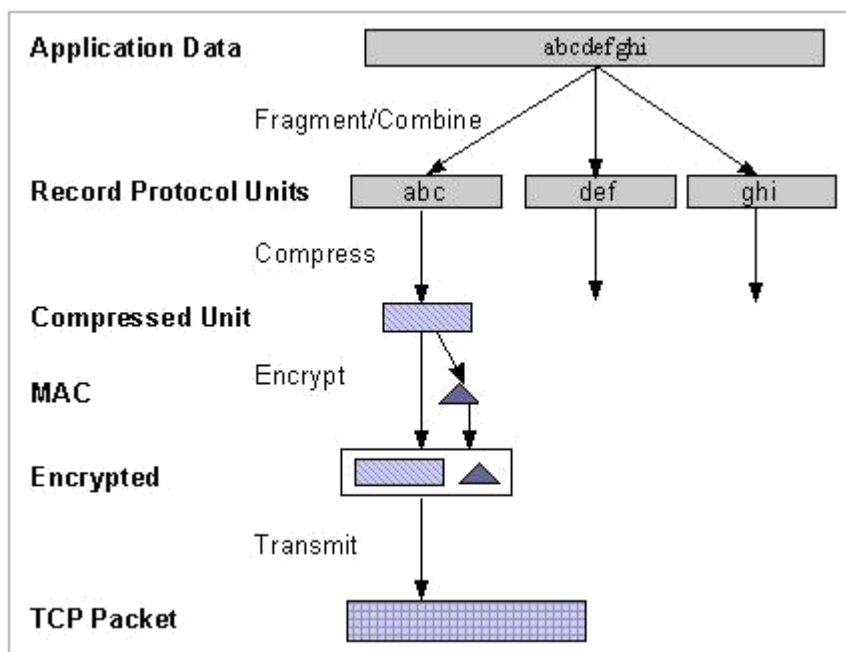 Application Data
abcdefghi
Fragment/Combine
Record Protocol Units
abc
def
ghi
Compress
Compressed Unit
Encrypt
MAC
Encrypted
Transmit
TCP Packet